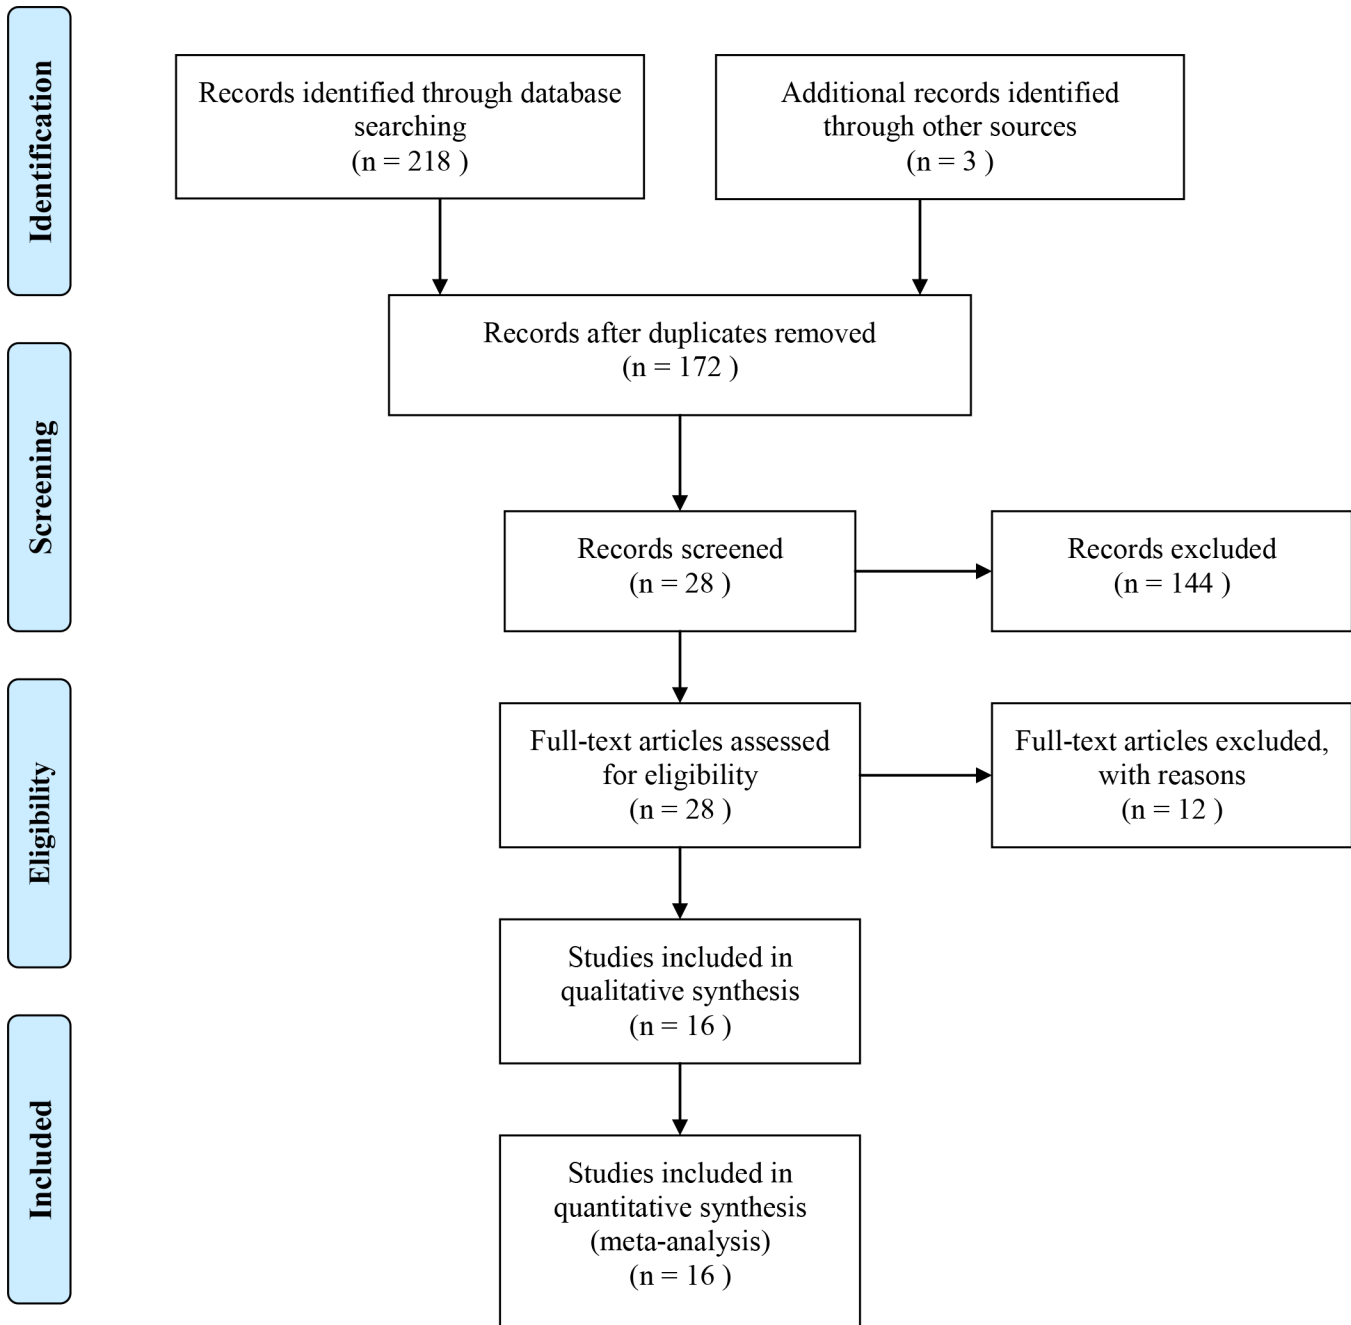 Identification
Records identified through database
searching
(n = 218 )
Additional records identified
through other sources
(n = 3 )
Records after duplicates removed
(n = 172 )
Screening
Records screened
(n = 28 )
Records excluded
(n = 144 )
Eligibility
Full-text articles assessed
for eligibility
(n = 28 )
Full-text articles excluded,
with reasons
(n = 12 )
Studies included in
qualitative synthesis
(n = 16 )
Included
Studies included in
quantitative synthesis
(meta-analysis)
(n = 16 )